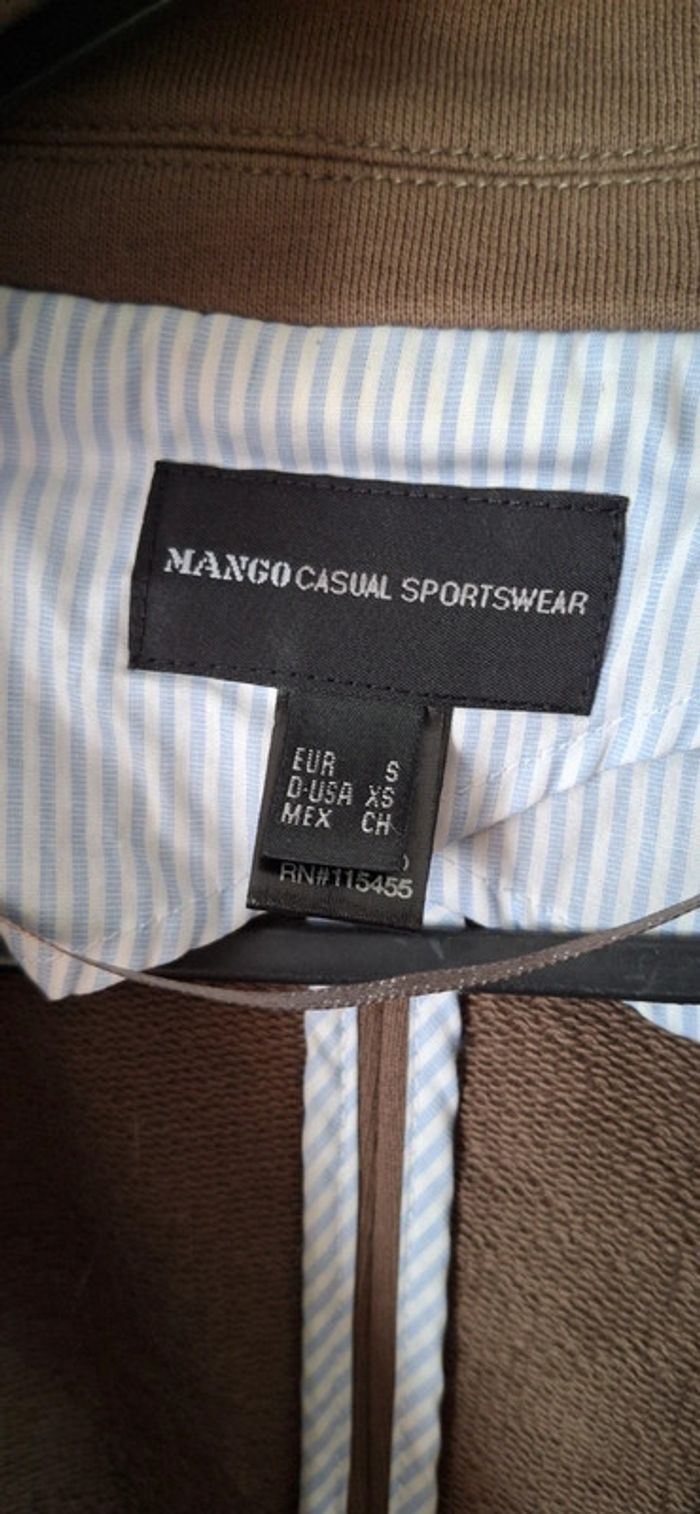 MANGO CASUAL SPORTSWEAR
EUR S
D-USA XS
MEX CH
RN#115455